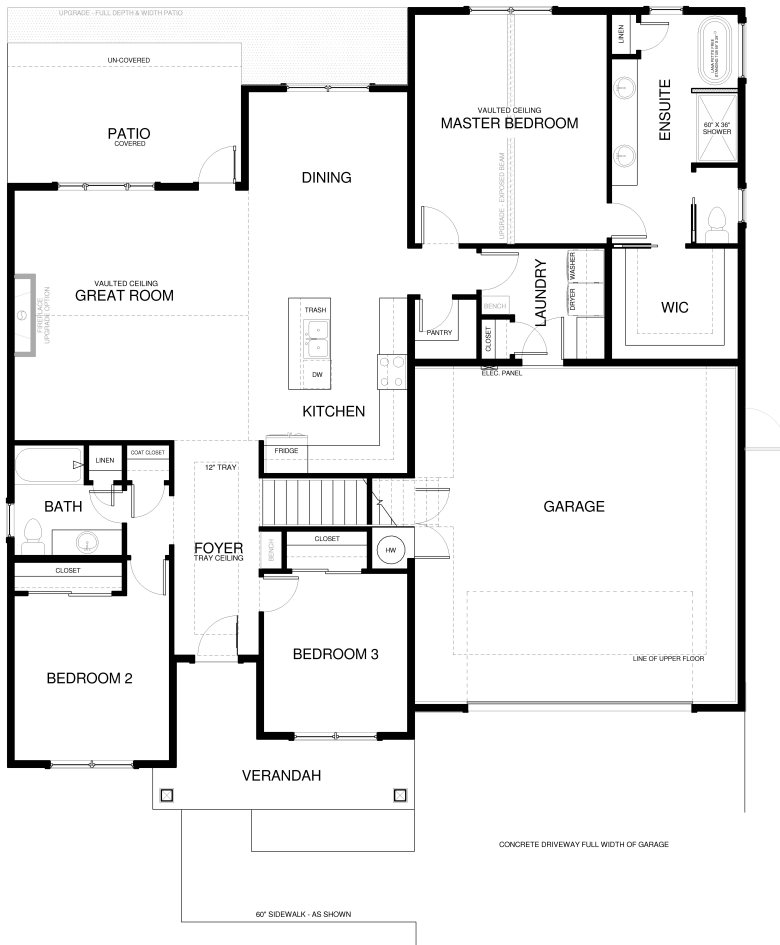 UPGRADE - FULL DEPTH & WIDTH PATIO
UN-COVERED
PATIO
COVERED
DINING
VAULTED CEILING
MASTER BEDROOM
UPGRADE - EXPOSED BEAM
LINEN
ENSUITE
60" X 36"
SHOWER
VAULTED CEILING
GREAT ROOM
FIREPLACE
UPGRADE OPTION
TRASH
DW
KITCHEN
FRIDGE
PANTRY
LAUNDRY
WASHER
DRYER
BENCH
CLOSET
ELEC. PANEL
WIC
LINEN
COAT CLOSET
BATH
12" TRAY
FOYER
TRAY CEILING
BENCH
CLOSET
HW
GARAGE
LINE OF UPPER FLOOR
CLOSET
BEDROOM 2
BEDROOM 3
VERANDAH
CONCRETE DRIVEWAY FULL WIDTH OF GARAGE
60" SIDEWALK - AS SHOWN